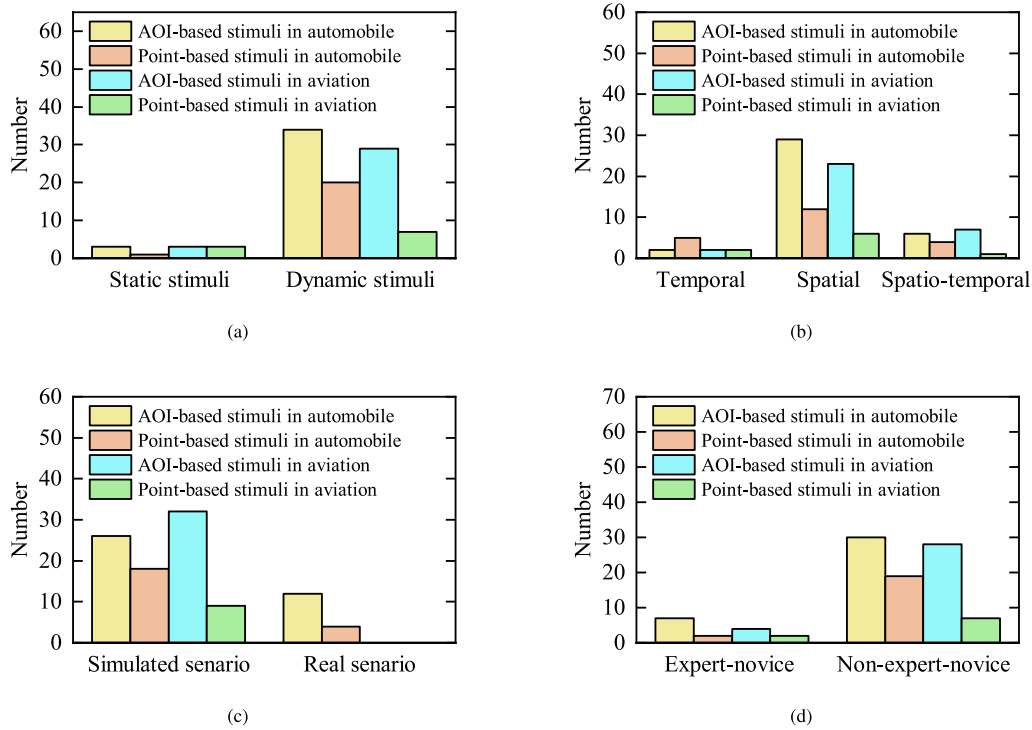 60
50
40
30
20
10
0
Number
AOI-based stimuli in automobile
Point-based stimuli in automobile
AOI-based stimuli in aviation
Point-based stimuli in aviation
Static stimuli
Dynamic stimuli
(a)
60
50
40
30
20
10
0
Number
AOI-based stimuli in automobile
Point-based stimuli in automobile
AOI-based stimuli in aviation
Point-based stimuli in aviation
Temporal
Spatial
Spatio-temporal
(b)
60
50
40
30
20
10
0
Number
AOI-based stimuli in automobile
Point-based stimuli in automobile
AOI-based stimuli in aviation
Point-based stimuli in aviation
Simulated senario
Real senario
(c)
70
60
50
40
30
20
10
0
Number
AOI-based stimuli in automobile
Point-based stimuli in automobile
AOI-based stimuli in aviation
Point-based stimuli in aviation
Expert-novice
Non-expert-novice
(d)